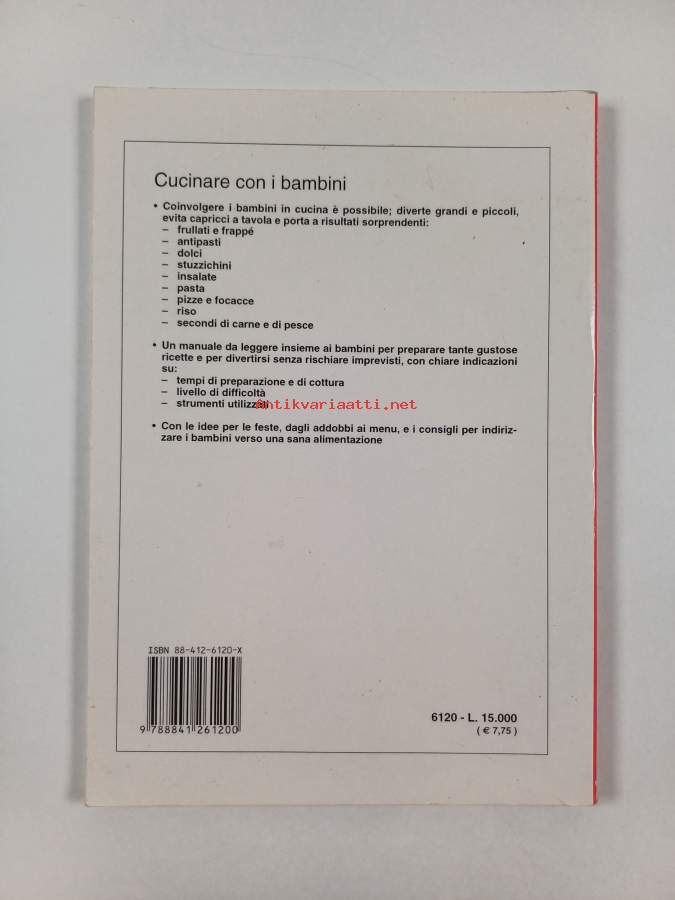 Cucinare con i bambini
• Coinvolgere i bambini in cucina è possibile; diverte grandi e piccoli,
evita capricci a tavola e porta a risultati sorprendenti:
– frullati e frappé
– antipasti
– dolci
– stuzzichini
– insalate
– pasta
– pizze e focacce
– riso
– secondi di carne e di pesce
• Un manuale da leggere insieme ai bambini per preparare tante gustose
ricette e per divertirsi senza rischiare imprevisti, con chiare indicazioni
su:
– tempi di preparazione e di cottura
– livello di difficoltà
– strumenti utilizzati
antikvariaatti.net
• Con le idee per le feste, dagli addobbi ai menu, e i consigli per indiriz-
zare i bambini verso una sana alimentazione
ISBN 88-412-6120-X
9 788841 261200
6120 - L. 15.000
( € 7,75 )